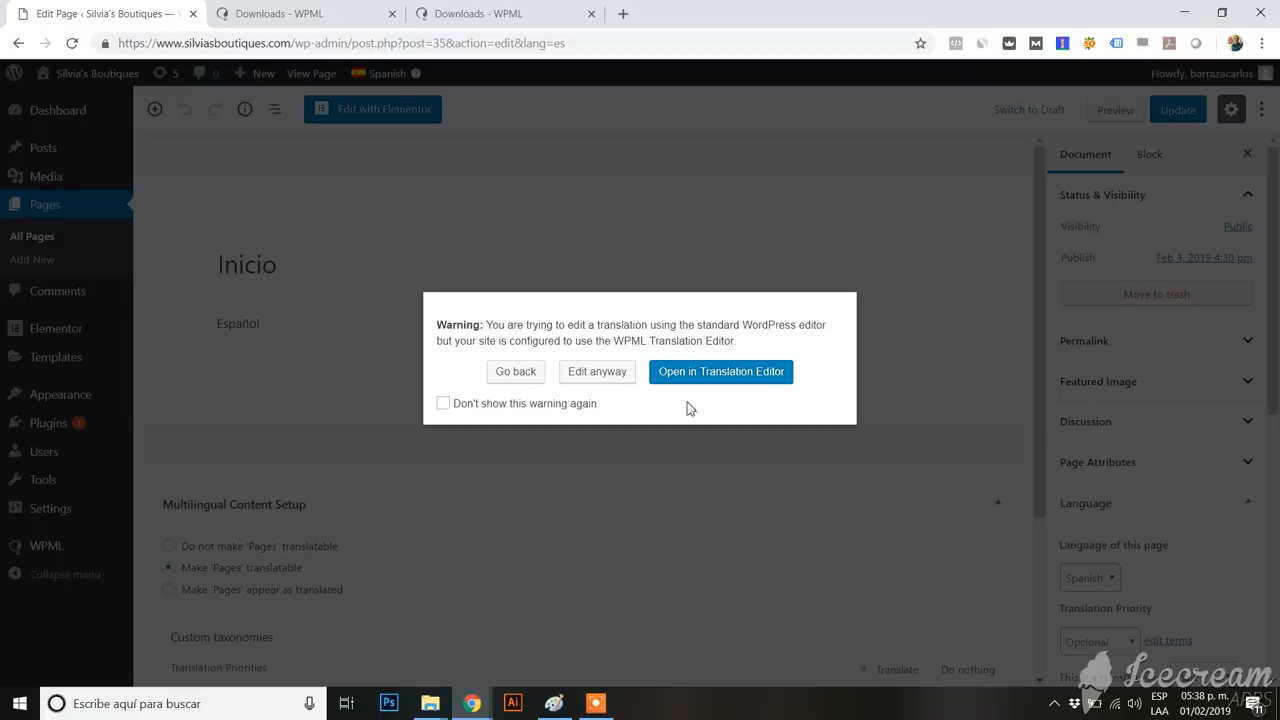 Edit Page ‹ Silvia's Boutiques —
Downloads - WPML
Downloads - WPML
https://www.silviasboutiques.com/wp-admin/post.php?post=35&action=edit&lang=es
Silvia's Boutiques
5
0
New
View Page
Spanish
Howdy, barrazacarlos
Dashboard
Posts
Media
Pages
All Pages
Add New
Comments
Elementor
Templates
Appearance
Plugins 1
Users
Tools
Settings
WPML
Collapse menu
Edit with Elementor
Switch to Draft
Preview
Update
Inicio
Español
Warning: You are trying to edit a translation using the standard WordPress editor
but your site is configured to use the WPML Translation Editor.
Go back
Edit anyway
Open in Translation Editor
Don't show this warning again
Multilingual Content Setup
Do not make 'Pages' translatable
Make 'Pages' translatable
Make 'Pages' appear as translated
Custom taxonomies
Translation Priorities
Translate
Do nothing
Document
Block
Status & Visibility
Visibility
Public
Publish
Feb 1, 2019 4:30 pm
Move to trash
Permalink
Featured Image
Discussion
Page Attributes
Language
Language of this page
Spanish
Translation Priority
Opcional
edit terms
Icecream
APPS
Escribe aquí para buscar
Ps
Ai
ESP
LAA
05:38 p. m.
01/02/2019
11